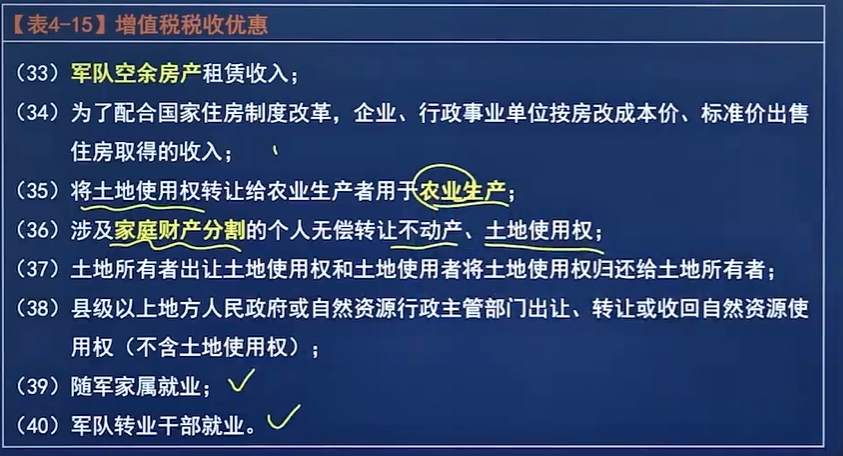 【表4-15】增值税税收优惠
（33）军队空余房产租赁收入；
（34）为了配合国家住房制度改革，企业、行政事业单位按房改成本价、标准价出售
住房取得的收入；
（35）将土地使用权转让给农业生产者用于农业生产；
（36）涉及家庭财产分割的个人无偿转让不动产、土地使用权；
（37）土地所有者出让土地使用权和土地使用者将土地使用权归还给土地所有者；
（38）县级以上地方人民政府或自然资源行政主管部门出让、转让或收回自然资源使
用权（不含土地使用权）；
（39）随军家属就业；
（40）军队转业干部就业。